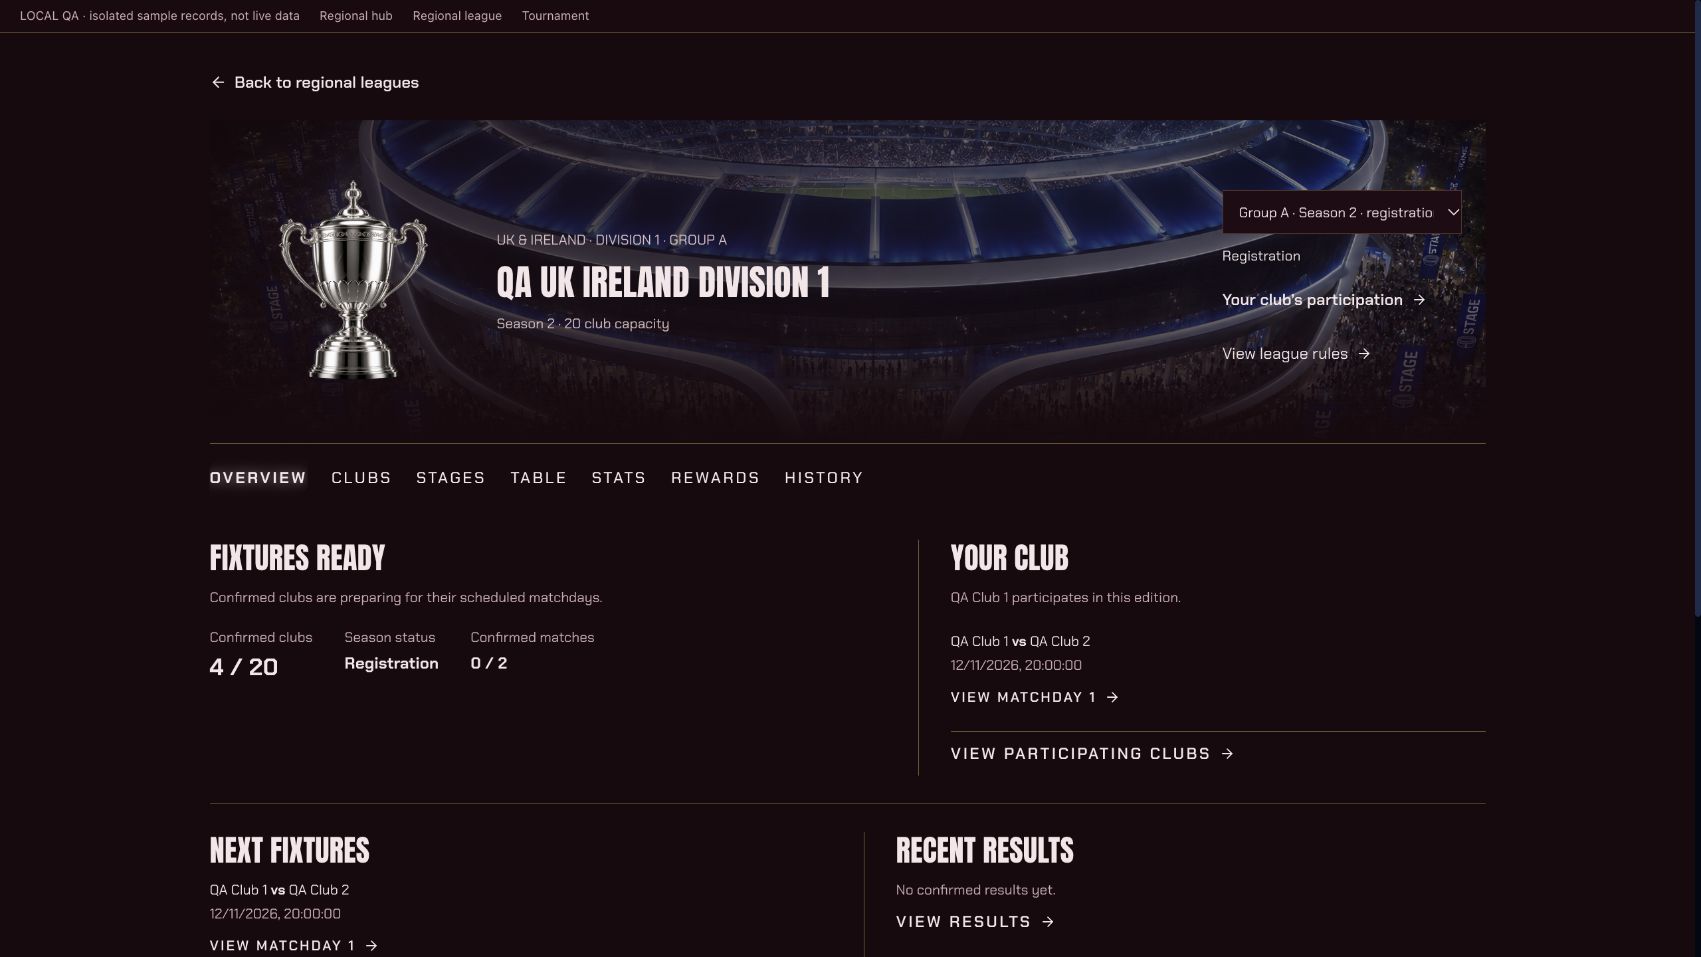 LOCAL QA · isolated sample records, not live data Regional hub Regional league Tournament
← Back to regional leagues
Group A · Season 2 · registratio
UK & IRELAND · DIVISION 1 · GROUP A
Registration
QA UK IRELAND DIVISION 1
Your club's participation →
Season 2 · 20 club capacity
View league rules →
STAGE
STAGE
STAGE
OVERVIEW CLUBS STAGES TABLE STATS REWARDS HISTORY
FIXTURES READY
Confirmed clubs are preparing for their scheduled matchdays.
Confirmed clubs Season status Confirmed matches
4 / 20 Registration 0 / 2
YOUR CLUB
QA Club 1 participates in this edition.
QA Club 1 vs QA Club 2
12/11/2026, 20:00:00
VIEW MATCHDAY 1 →
VIEW PARTICIPATING CLUBS →
NEXT FIXTURES
QA Club 1 vs QA Club 2
12/11/2026, 20:00:00
VIEW MATCHDAY 1 →
RECENT RESULTS
No confirmed results yet.
VIEW RESULTS →